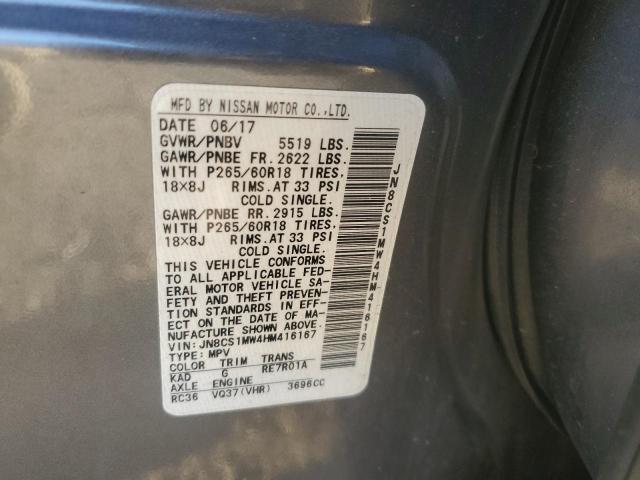 MFD BY NISSAN MOTOR CO.,LTD.
DATE 06/17
GVWR/PNBV 5519 LBS.
GAWR/PNBE FR. 2622 LBS.
WITH P265/60R18 TIRES.
18X8J RIMS.AT 33 PSI
COLD SINGLE.
GAWR/PNBE RR. 2915 LBS.
WITH P265/60R18 TIRES.
18X8J RIMS.AT 33 PSI
COLD SINGLE.
THIS VEHICLE CONFORMS
TO ALL APPLICABLE FED-
ERAL MOTOR VEHICLE SA-
FETY AND THEFT PREVEN-
TION STANDARDS IN EFF-
ECT ON THE DATE OF MA-
NUFACTURE SHOWN ABOVE.
VIN: JN8CS1MW4HM416167
TYPE: MPV
COLOR TRIM TRANS
KAD G RE7R01A
AXLE ENGINE
RC36 VQ37(VHR) 3696CC
JN8CS1MW4HM416167